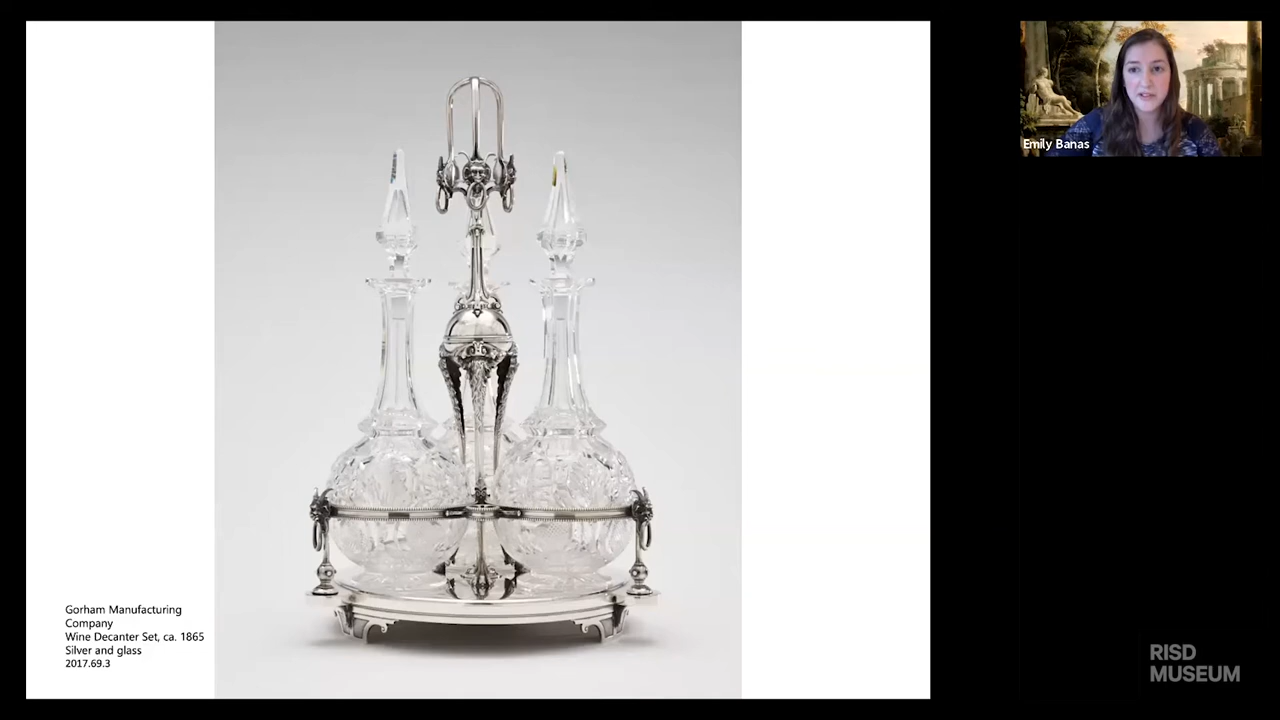 Emily Banas
Gorham Manufacturing
Company
Wine Decanter Set, ca. 1865
Silver and glass
2017.69.3
RISD
MUSEUM